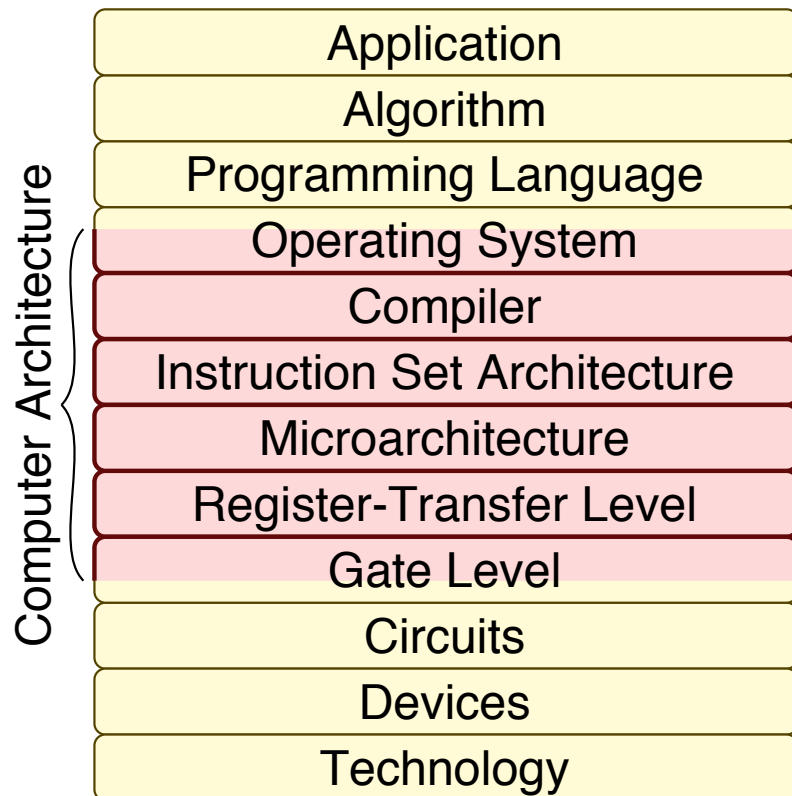 Application
Algorithm
Programming Language
Operating System
Compiler
Instruction Set Architecture
Microarchitecture
Register-Transfer Level
Gate Level
Circuits
Devices
Technology
Computer Architecture